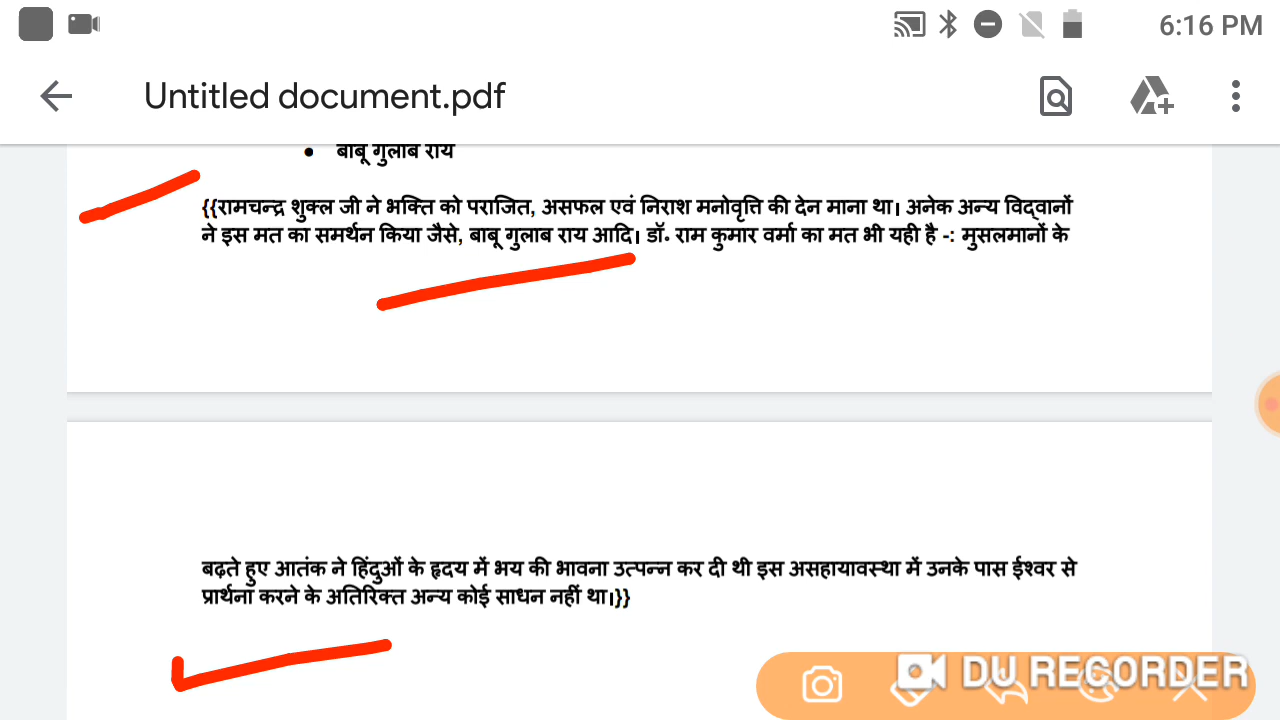 6:16 PM
Untitled document.pdf
• बाबू गुलाब राय
{{रामचन्द्र शुक्ल जी ने भक्ति को पराजित, असफल एवं निराश मनोवृत्ति की देन माना था। अनेक अन्य विद्वानों
ने इस मत का समर्थन किया जैसे, बाबू गुलाब राय आदि। डॉ. राम कुमार वर्मा का मत भी यही है -: मुसलमानों के
बढ़ते हुए आतंक ने हिंदुओं के हृदय में भय की भावना उत्पन्न कर दी थी इस असहायावस्था में उनके पास ईश्वर से
प्रार्थना करने के अतिरिक्त अन्य कोई साधन नहीं था।}}
DU RECORDER